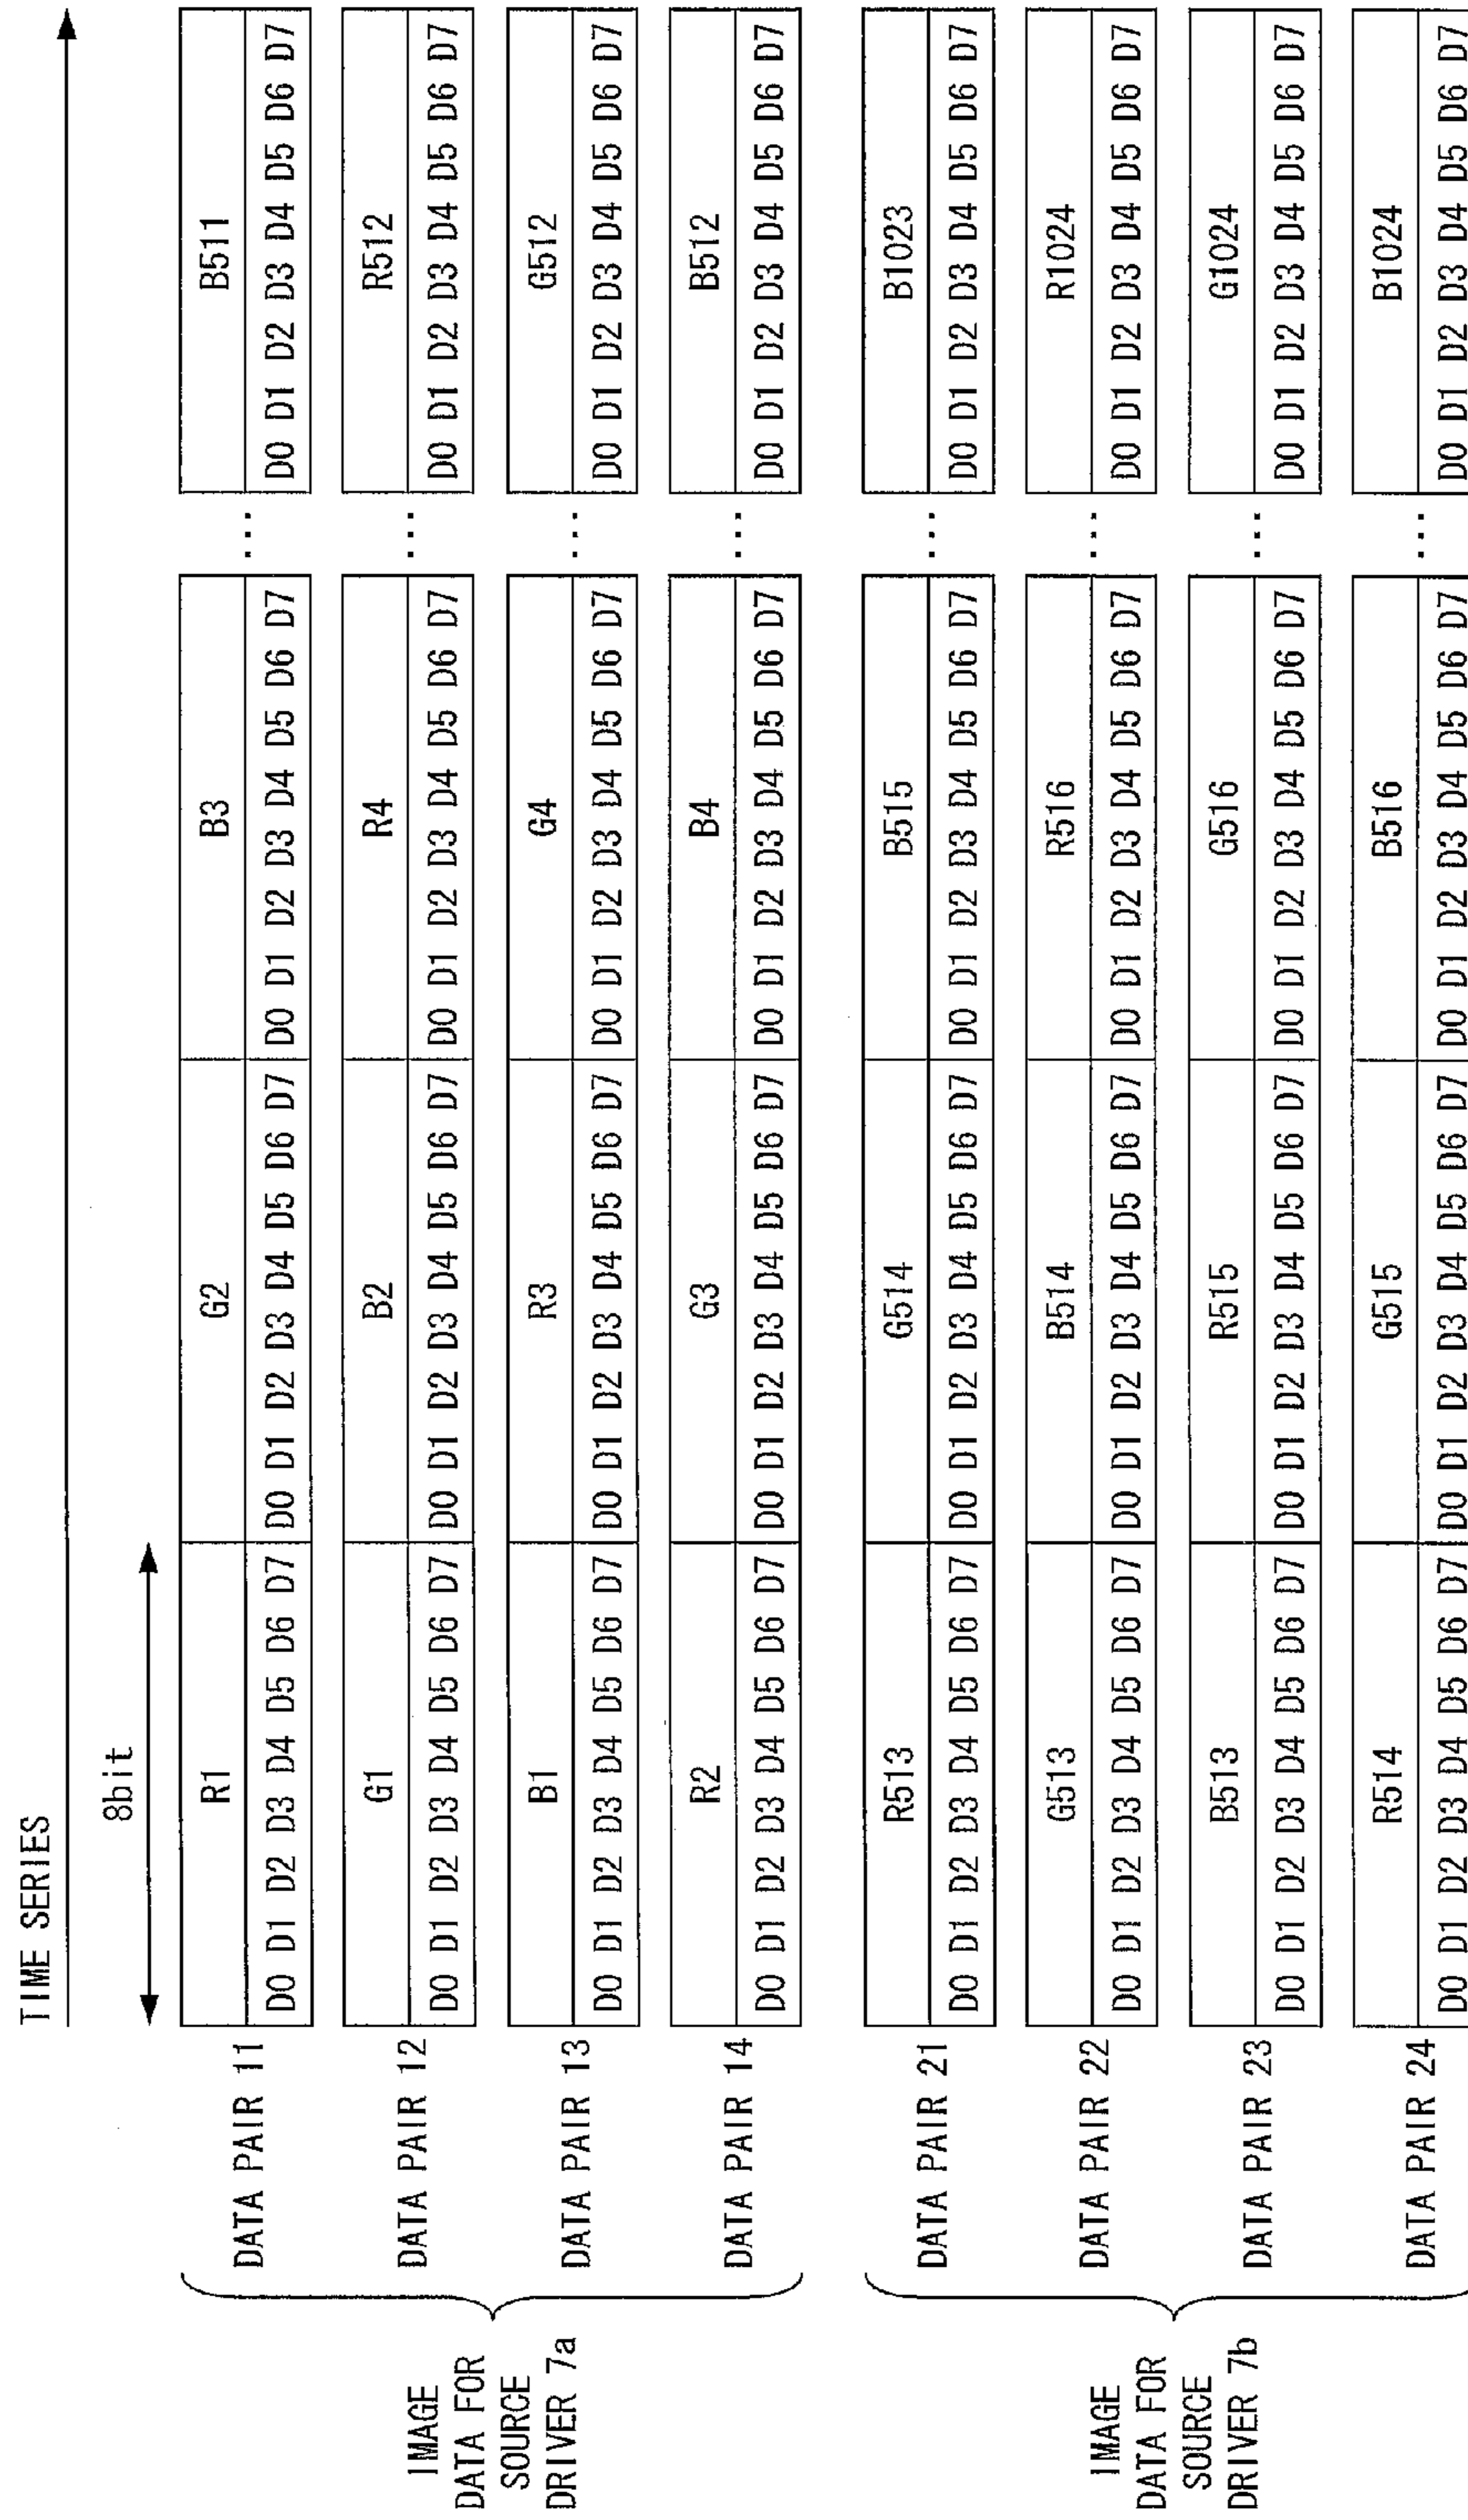 TIME SERIES
8bit
IMAGE
DATA FOR
SOURCE
DRIVER 7a
DATA PAIR 11
R1 G2 B3 ... B511
D0 D1 D2 D3 D4 D5 D6 D7 D0 D1 D2 D3 D4 D5 D6 D7 D0 D1 D2 D3 D4 D5 D6 D7 D0 D1 D2 D3 D4 D5 D6 D7
DATA PAIR 12
G1 B2 R4 ... R512
D0 D1 D2 D3 D4 D5 D6 D7 D0 D1 D2 D3 D4 D5 D6 D7 D0 D1 D2 D3 D4 D5 D6 D7 D0 D1 D2 D3 D4 D5 D6 D7
DATA PAIR 13
B1 R3 G4 ... G512
D0 D1 D2 D3 D4 D5 D6 D7 D0 D1 D2 D3 D4 D5 D6 D7 D0 D1 D2 D3 D4 D5 D6 D7 D0 D1 D2 D3 D4 D5 D6 D7
DATA PAIR 14
R2 G3 B4 ... B512
D0 D1 D2 D3 D4 D5 D6 D7 D0 D1 D2 D3 D4 D5 D6 D7 D0 D1 D2 D3 D4 D5 D6 D7 D0 D1 D2 D3 D4 D5 D6 D7
IMAGE
DATA FOR
SOURCE
DRIVER 7b
DATA PAIR 21
R513 G514 B515 ... B1023
D0 D1 D2 D3 D4 D5 D6 D7 D0 D1 D2 D3 D4 D5 D6 D7 D0 D1 D2 D3 D4 D5 D6 D7 D0 D1 D2 D3 D4 D5 D6 D7
DATA PAIR 22
G513 B514 R516 ... R1024
D0 D1 D2 D3 D4 D5 D6 D7 D0 D1 D2 D3 D4 D5 D6 D7 D0 D1 D2 D3 D4 D5 D6 D7 D0 D1 D2 D3 D4 D5 D6 D7
DATA PAIR 23
B513 R515 G516 ... G1024
D0 D1 D2 D3 D4 D5 D6 D7 D0 D1 D2 D3 D4 D5 D6 D7 D0 D1 D2 D3 D4 D5 D6 D7 D0 D1 D2 D3 D4 D5 D6 D7
DATA PAIR 24
R514 G515 B516 ... B1024
D0 D1 D2 D3 D4 D5 D6 D7 D0 D1 D2 D3 D4 D5 D6 D7 D0 D1 D2 D3 D4 D5 D6 D7 D0 D1 D2 D3 D4 D5 D6 D7